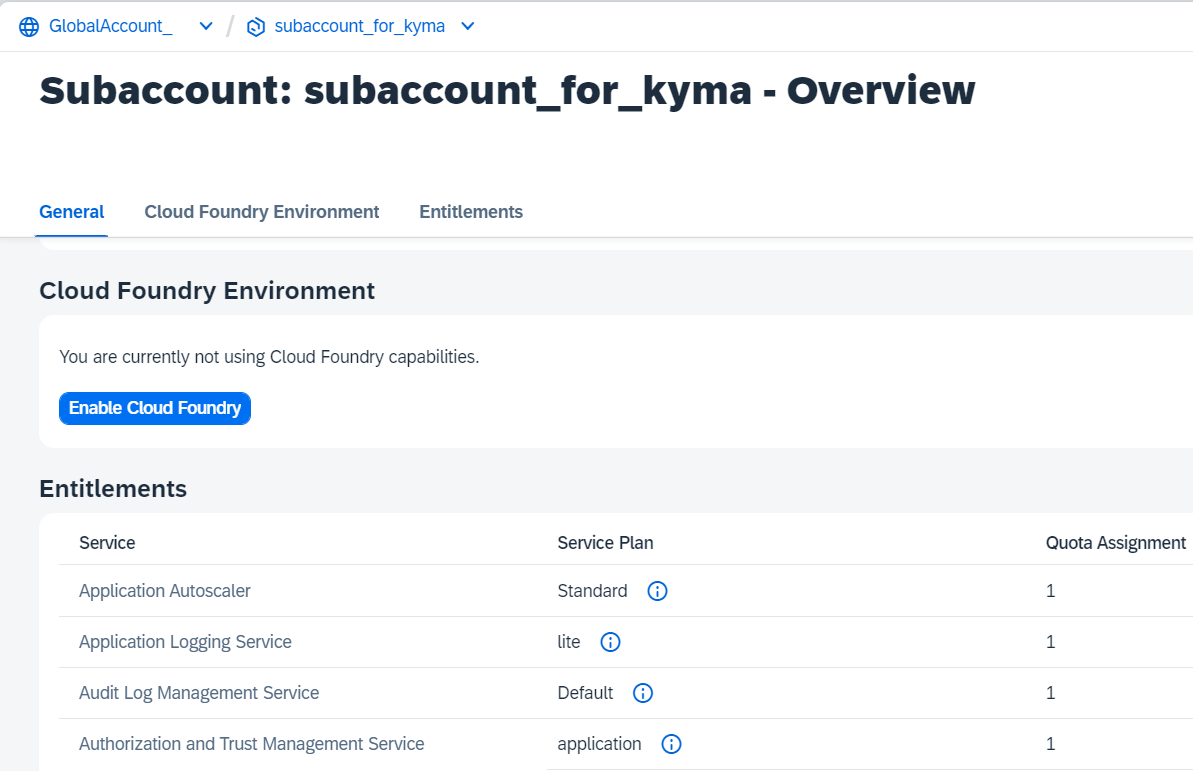 GlobalAccount_ / subaccount_for_kyma
Subaccount: subaccount_for_kyma - Overview
General Cloud Foundry Environment Entitlements
Cloud Foundry Environment
You are currently not using Cloud Foundry capabilities.
Enable Cloud Foundry
Entitlements
Service Service Plan Quota Assignment
Application Autoscaler Standard 1
Application Logging Service lite 1
Audit Log Management Service Default 1
Authorization and Trust Management Service application 1